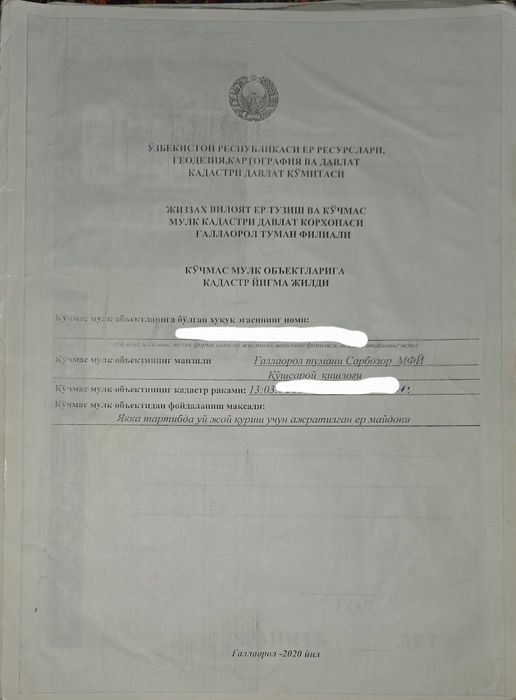 ЎЗБЕКИСТОН РЕСПУБЛИКАСИ ЕР РЕСУРСЛАРИ,
ГЕОДЕЗИЯ,КАРТОГРАФИЯ ВА ДАВЛАТ
КАДАСТРИ ДАВЛАТ ҚЎМИТАСИ
ЖИЗЗАХ ВИЛОЯТ ЕР ТУЗИШ ВА КЎЧМАС
МУЛК КАДАСТРИ ДАВЛАТ КОРХОНАСИ
ҒАЛЛАОРОЛ ТУМАН ФИЛИАЛИ
КЎЧМАС МУЛК ОБЪЕКТЛАРИГА
КАДАСТР ЙИҒМА ЖИЛДИ
Кўчмас мулк объектларига бўлган ҳуқуқ эгасининг номи:
Кўчмас мулк объектининг манзили Ғаллаорол тумани Сарбозор МФЙ
Қўшсарой қишлоғи
Кўчмас мулк объектининг кадастр рақами: 13:03
Кўчмас мулк объектидан фойдаланиш мақсади:
Якка тартибда уй жой қуриш учун ажратилган ер майдони
Ғаллаорол -2020 йил